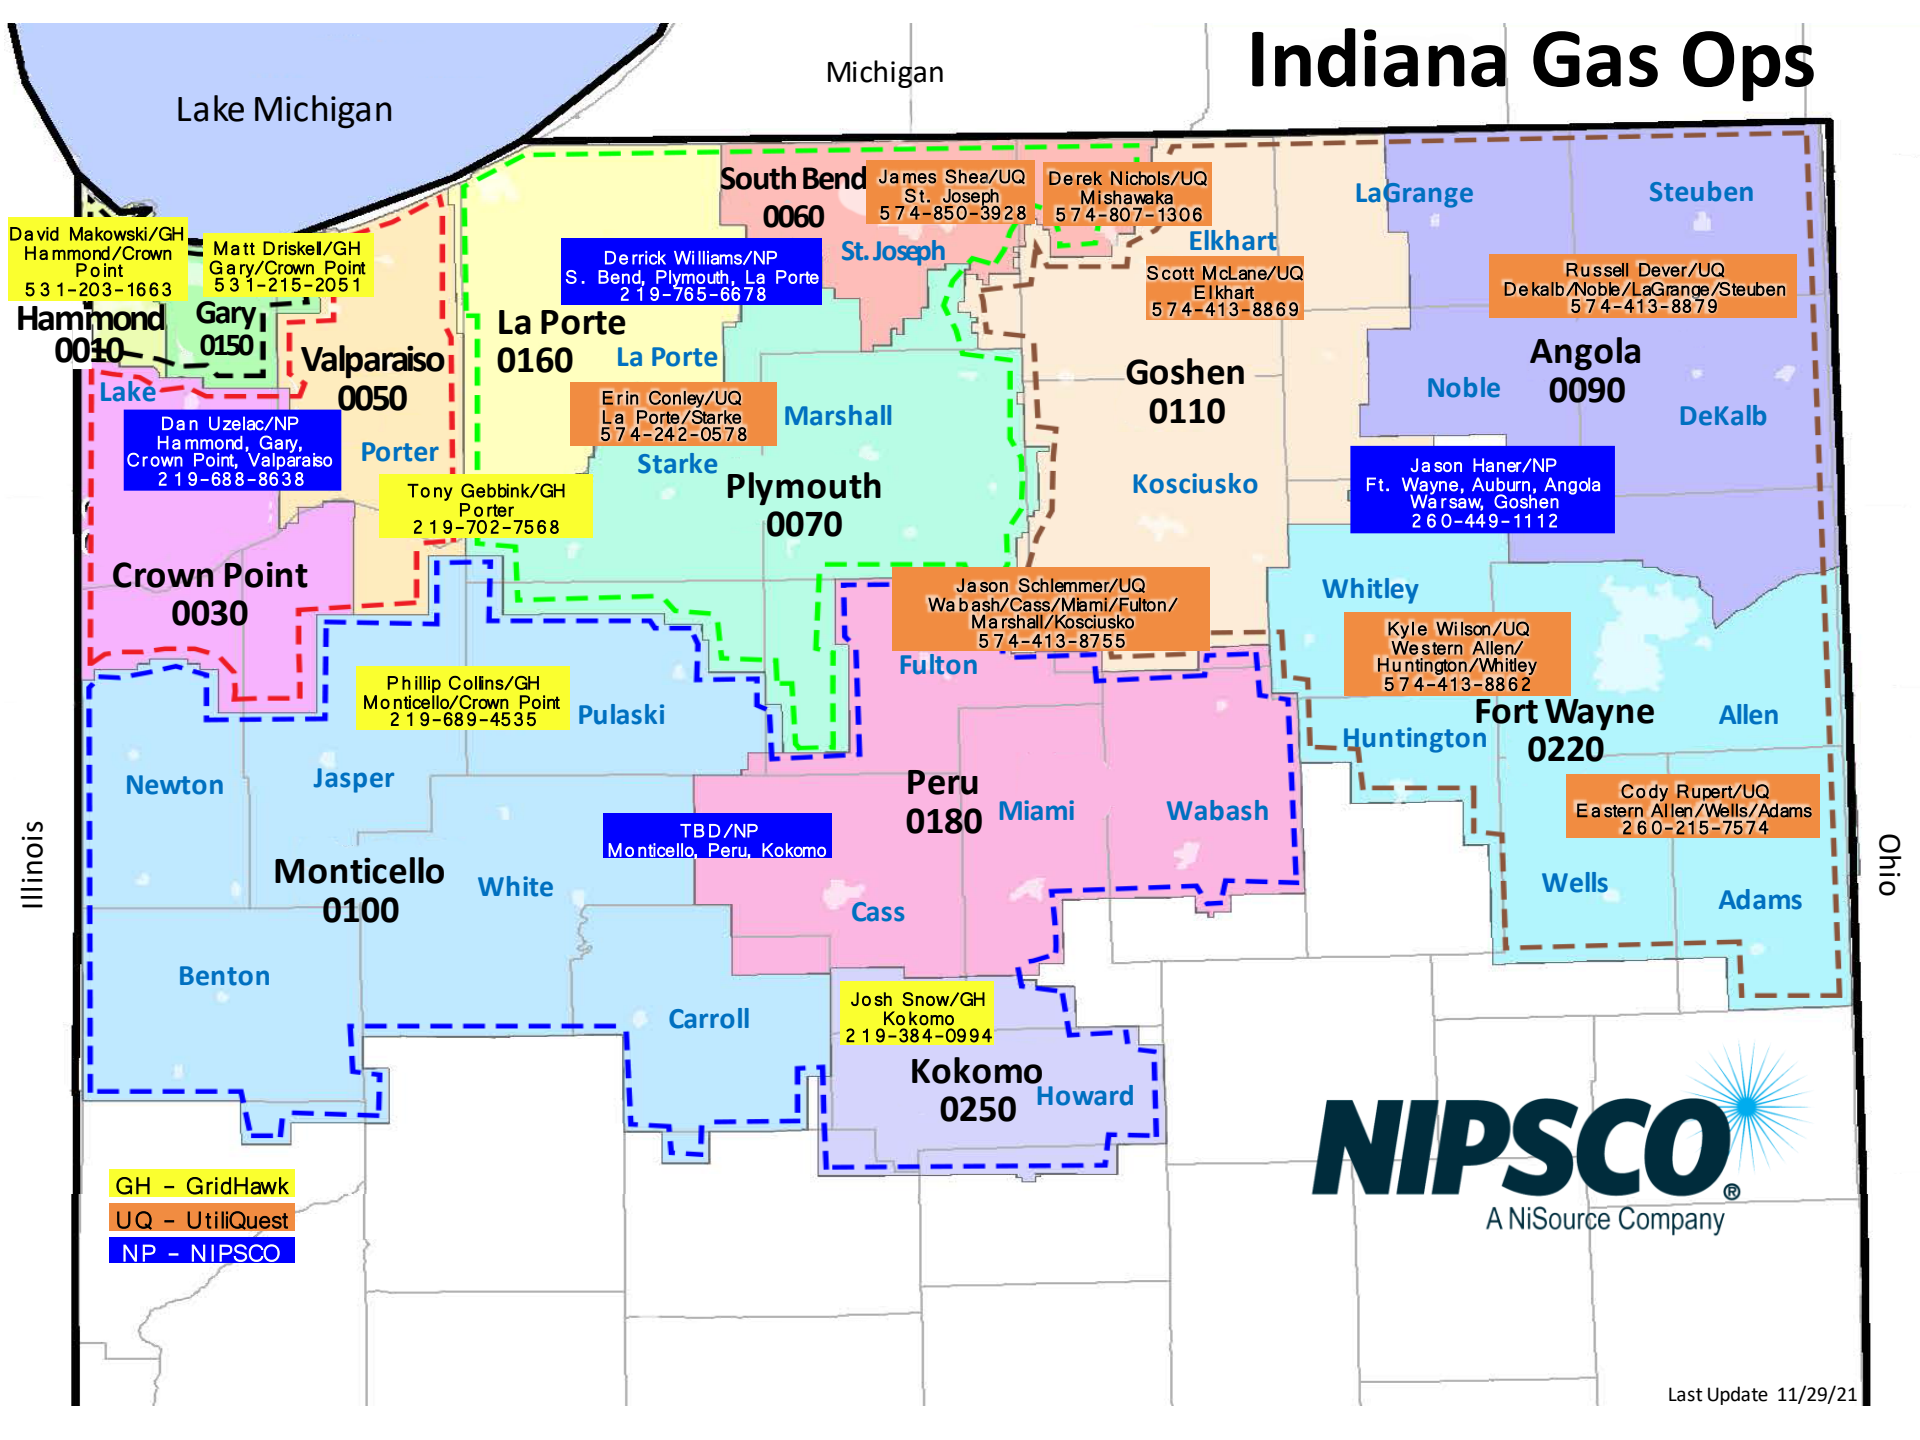 Indiana Gas Ops
Michigan
Lake Michigan
South Bend
0060
James Shea/UQ
St. Joseph
574-850-3928
Derek Nichols/UQ
Mishawaka
574-807-1306
LaGrange
Steuben
David Makowski/GH
Hammond/Crown
Point
531-203-1663
Matt Driskell/GH
Gary/Crown Point
531-215-2051
Derrick Williams/NP
S. Bend, Plymouth, La Porte
219-765-6678
St. Joseph
Elkhart
Scott McLane/UQ
Elkhart
574-413-8869
Russell Dever/UQ
Dekalb/Noble/LaGrange/Steuben
574-413-8879
Hammond
0010
Gary
0150
Valparaiso
0050
La Porte
0160
La Porte
Goshen
0110
Angola
0090
Noble
DeKalb
Lake
Dan Uzelac/NP
Hammond, Gary,
Crown Point, Valparaiso
219-688-8638
Porter
Erin Conley/UQ
La Porte/Starke
574-242-0578
Marshall
Starke
Plymouth
0070
Kosciusko
Jason Haner/NP
Ft. Wayne, Auburn, Angola
Warsaw, Goshen
260-449-1112
Tony Gebbink/GH
Porter
219-702-7568
Crown Point
0030
Jason Schlemmer/UQ
Wabash/Cass/Miami/Fulton/
Marshall/Kosciusko
574-413-8755
Fulton
Whitley
Kyle Wilson/UQ
Western Allen/
Huntington/Whitley
574-413-8862
Phillip Collins/GH
Monticello/Crown Point
219-689-4535
Pulaski
Fort Wayne
0220
Allen
Huntington
Newton
Jasper
Peru
0180
Miami
Wabash
Cody Rupert/UQ
Eastern Allen/Wells/Adams
260-215-7574
TBD/NP
Monticello, Peru, Kokomo
Illinois
Ohio
Monticello
0100
White
Cass
Wells
Adams
Benton
Carroll
Josh Snow/GH
Kokomo
219-384-0994
Kokomo
0250
Howard
NIPSCO®
A NiSource Company
GH - GridHawk
UQ - UtiliQuest
NP - NIPSCO
Last Update 11/29/21